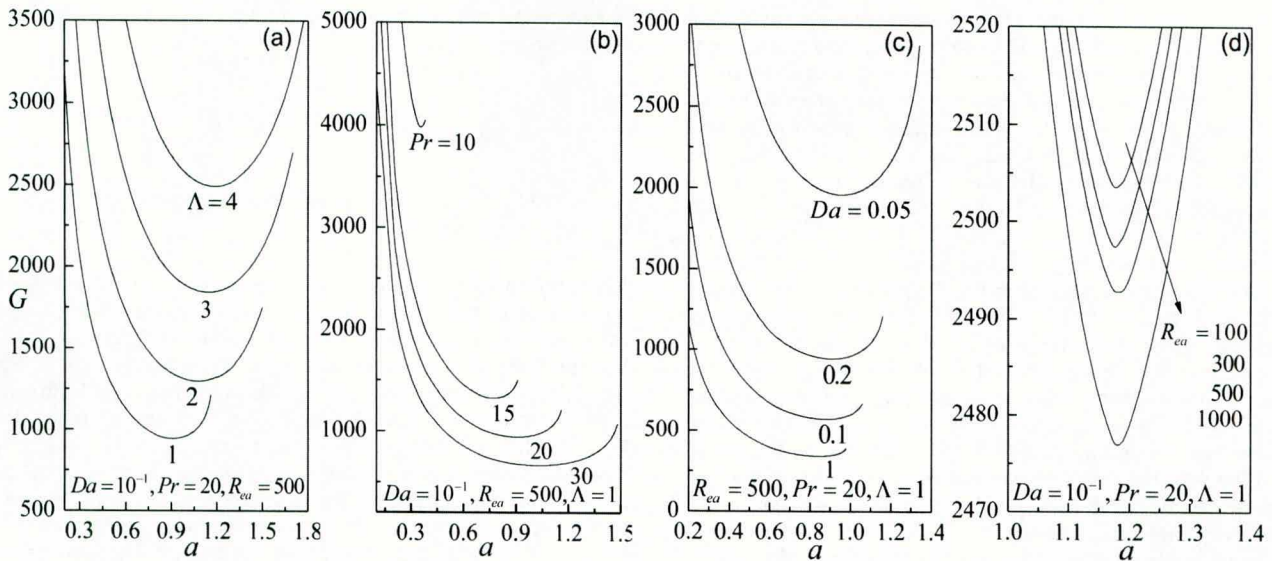 (a)
3500
3000
2500
2000
G
1500
1000
500
Λ = 4
3
2
1
Da = 10⁻¹, Pr = 20, R_ea = 500
0.3 0.6 0.9 1.2 1.5 1.8
a
(b)
5000
4000
3000
2000
1000
Pr = 10
15
20
30
Da = 10⁻¹, R_ea = 500, Λ = 1
0.3 0.6 0.9 1.2 1.5
a
(c)
3000
2500
2000
1500
1000
500
0
Da = 0.05
0.2
0.1
1
R_ea = 500, Pr = 20, Λ = 1
0.2 0.4 0.6 0.8 1.0 1.2 1.4
a
(d)
2520
2510
2500
2490
2480
2470
R_ea = 100
300
500
1000
Da = 10⁻¹, Pr = 20, Λ = 1
1.0 1.1 1.2 1.3 1.4
a